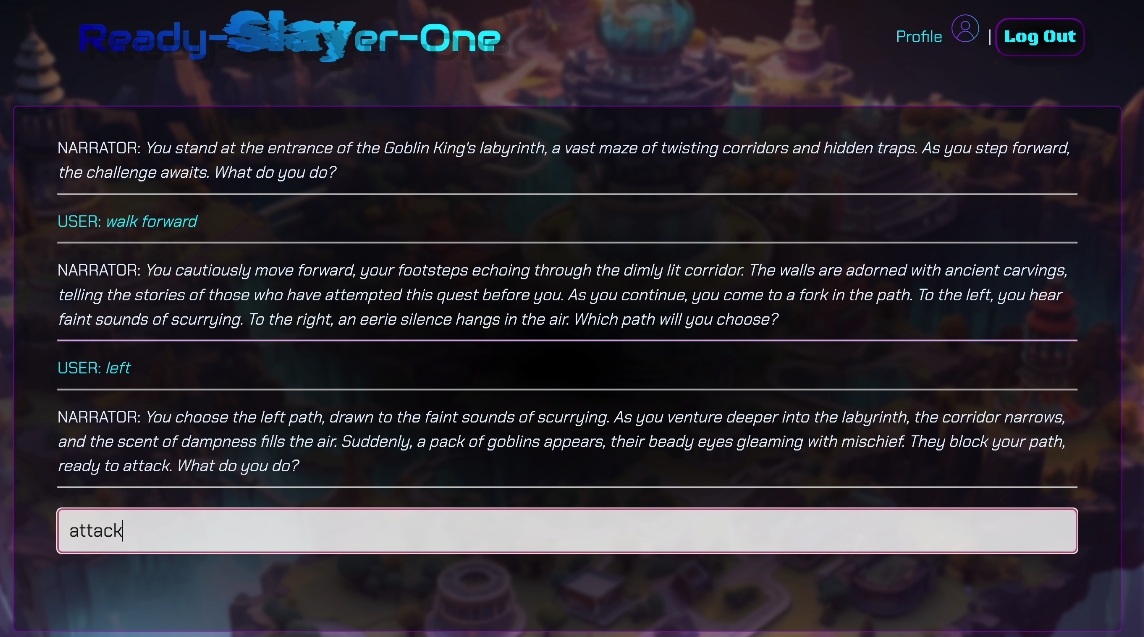 Ready-Slayer-One
Profile | Log Out
NARRATOR: You stand at the entrance of the Goblin King's labyrinth, a vast maze of twisting corridors and hidden traps. As you step forward,
the challenge awaits. What do you do?
USER: walk forward
NARRATOR: You cautiously move forward, your footsteps echoing through the dimly lit corridor. The walls are adorned with ancient carvings,
telling the stories of those who have attempted this quest before you. As you continue, you come to a fork in the path. To the left, you hear
faint sounds of scurrying. To the right, an eerie silence hangs in the air. Which path will you choose?
USER: left
NARRATOR: You choose the left path, drawn to the faint sounds of scurrying. As you venture deeper into the labyrinth, the corridor narrows,
and the scent of dampness fills the air. Suddenly, a pack of goblins appears, their beady eyes gleaming with mischief. They block your path,
ready to attack. What do you do?
attack